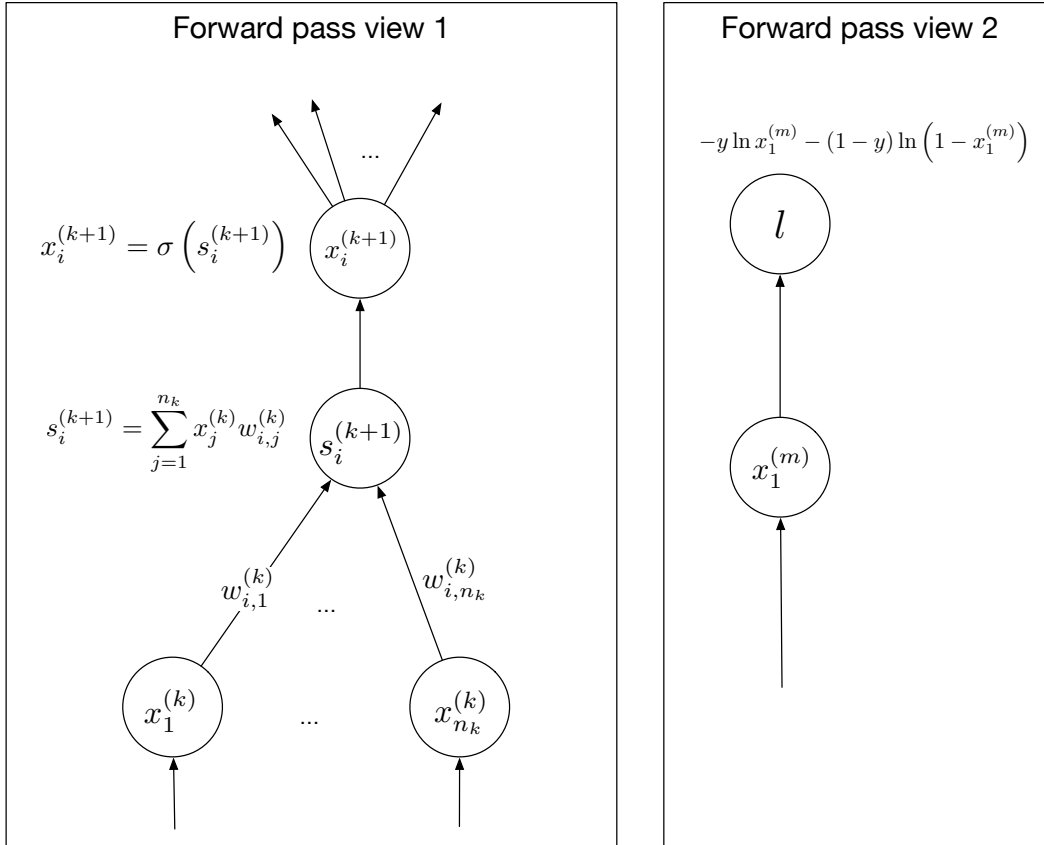 Forward pass view 1
...
x_i^{(k+1)} = σ(s_i^{(k+1)})
x_i^{(k+1)}
s_i^{(k+1)} = \sum_{j=1}^{n_k} x_j^{(k)} w_{i,j}^{(k)}
s_i^{(k+1)}
w_{i,1}^{(k)}
...
w_{i,n_k}^{(k)}
x_1^{(k)}
...
x_{n_k}^{(k)}
Forward pass view 2
-y ln x_1^{(m)} - (1 - y) ln (1 - x_1^{(m)})
l
x_1^{(m)}